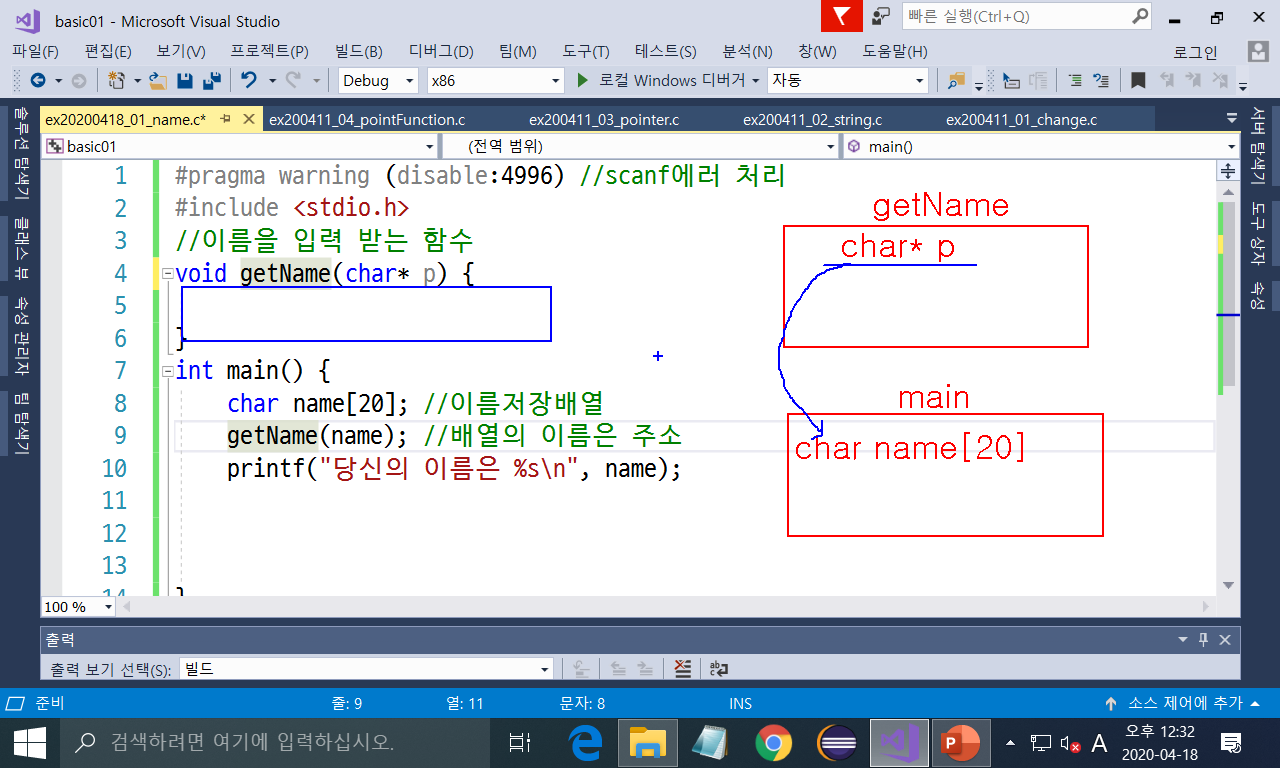 basic01 - Microsoft Visual Studio
빠른 실행(Ctrl+Q)
파일(F) 편집(E) 보기(V) 프로젝트(P) 빌드(B) 디버그(D) 팀(M) 도구(T) 테스트(S) 분석(N) 창(W) 도움말(H) 로그인
Debug x86 로컬 Windows 디버거 자동
솔루션 탐색기
클래스 뷰
속성 관리자
팀 탐색기
ex20200418_01_name.c* ex200411_04_pointFunction.c ex200411_03_pointer.c ex200411_02_string.c ex200411_01_change.c
basic01 (전역 범위) main()
1 #pragma warning (disable:4996) //scanf에러 처리
2 #include <stdio.h>
3 //이름을 입력 받는 함수
4 void getName(char* p) {
5
6 }
7 int main() {
8 char name[20]; //이름저장배열
9 getName(name); //배열의 이름은 주소
10 printf("당신의 이름은 %s\n", name);
11
12
13
14 }
getName
char* p
main
char name[20]
서버 탐색기
도구 상자
속성
100 %
출력
출력 보기 선택(S): 빌드
준비 줄: 9 열: 11 문자: 8 INS 소스 제어에 추가
검색하려면 여기에 입력하십시오.
A
오후 12:32
2020-04-18